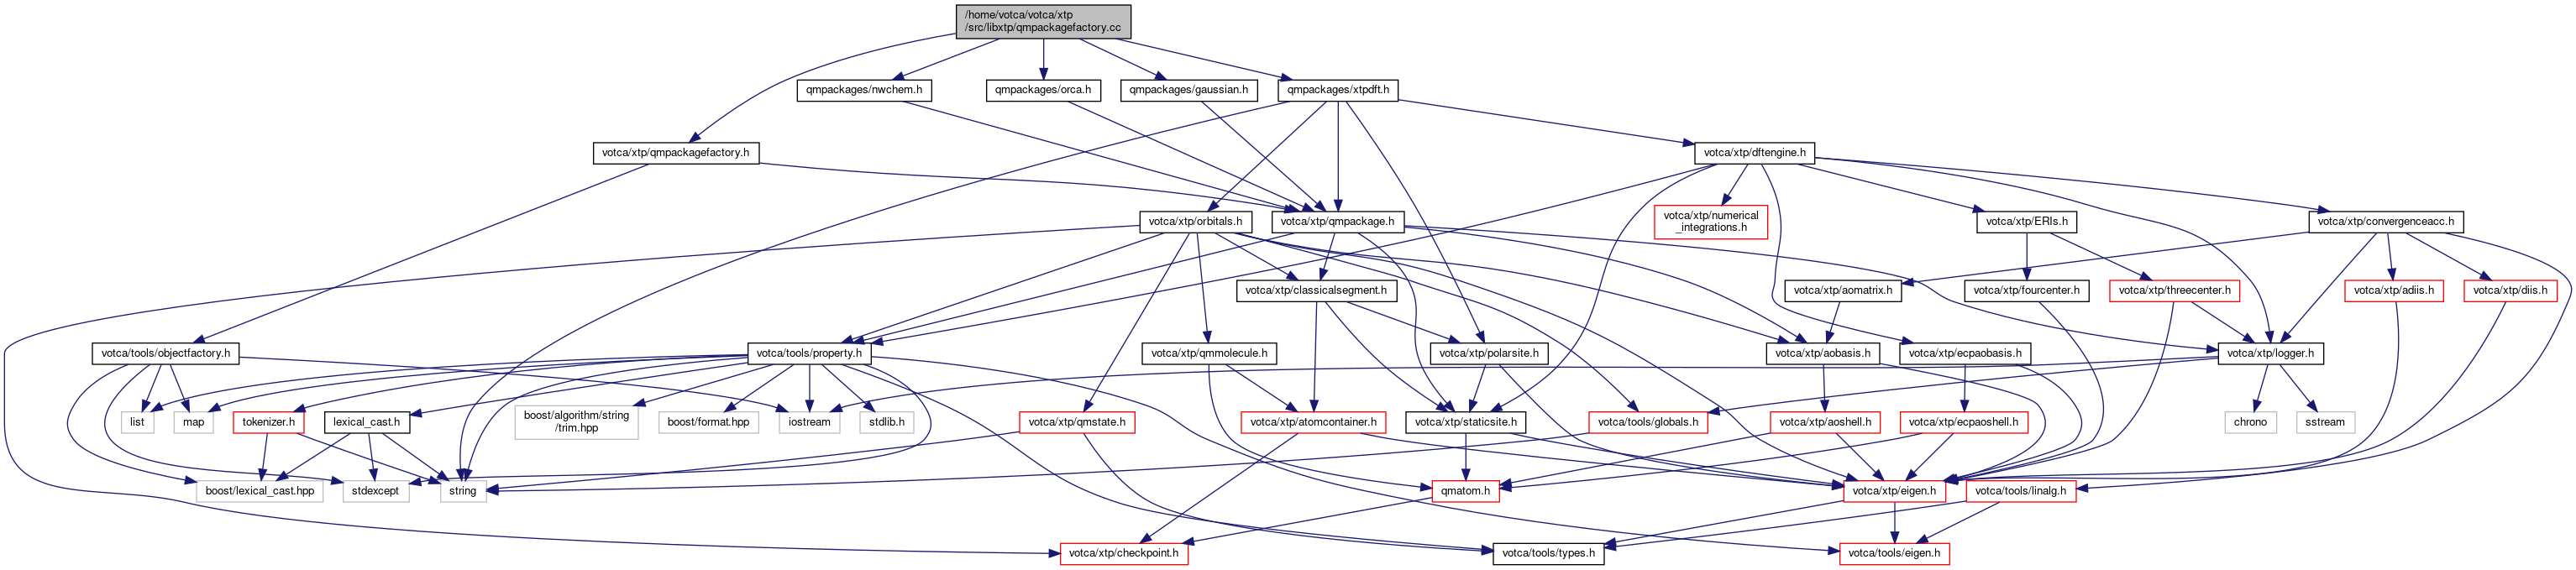 /home/votca/votca/xtp
/src/libxtp/qmpackagefactory.cc
qmpackages/nwchem.h
qmpackages/orca.h
qmpackages/gaussian.h
qmpackages/xtpdft.h
votca/xtp/qmpackagefactory.h
votca/xtp/dftengine.h
votca/xtp/orbitals.h
votca/xtp/qmpackage.h
votca/xtp/numerical
_integrations.h
votca/xtp/ERIs.h
votca/xtp/convergenceacc.h
votca/xtp/classicalsegment.h
votca/xtp/aomatrix.h
votca/xtp/fourcenter.h
votca/xtp/threecenter.h
votca/xtp/adiis.h
votca/xtp/diis.h
votca/tools/objectfactory.h
votca/tools/property.h
votca/xtp/qmmolecule.h
votca/xtp/polarsite.h
votca/xtp/aobasis.h
votca/xtp/ecpaobasis.h
votca/xtp/logger.h
list
map
tokenizer.h
lexical_cast.h
boost/algorithm/string
/trim.hpp
boost/format.hpp
iostream
stdlib.h
votca/xtp/qmstate.h
votca/xtp/atomcontainer.h
votca/xtp/staticsite.h
votca/tools/globals.h
votca/xtp/aoshell.h
votca/xtp/ecpaoshell.h
chrono
sstream
boost/lexical_cast.hpp
stdexcept
string
qmatom.h
votca/xtp/eigen.h
votca/tools/linalg.h
votca/xtp/checkpoint.h
votca/tools/types.h
votca/tools/eigen.h